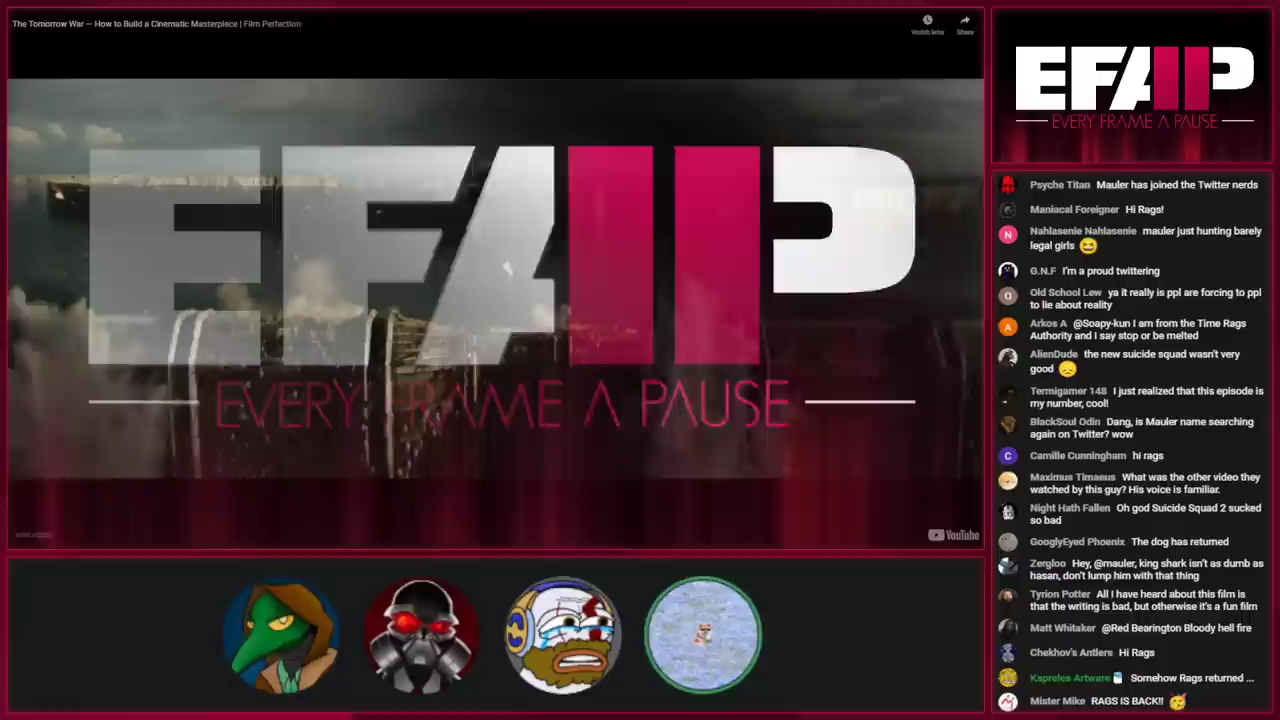 The Tomorrow War — How to Build a Cinematic Masterpiece | Film Perfection
Watch later
Share
EFAP
EVERY FRAME A PAUSE
YouTube
EFAP
EVERY FRAME A PAUSE
Psyche Titan Mauler has joined the Twitter nerds
Maniacal Foreigner Hi Rags!
Nahlasenie Nahlasenie mauler just hunting barely
legal girls 😆
G.N.F I'm a proud twittering
Old School Lew ya it really is ppl are forcing to ppl
to lie about reality
Arkos A @Soapy-kun I am from the Time Rags
Authority and I say stop or be melted
AlienDude the new suicide squad wasn't very
good 😞
Termigamer 148 I just realized that this episode is
my number, cool!
BlackSoul Odin Dang, is Mauler name searching
again on Twitter? wow
Camille Cunningham hi rags
Maximus Timaeus What was the other video they
watched by this guy? His voice is familiar.
Night Hath Fallen Oh god Suicide Squad 2 sucked
so bad
GooglyEyed Phoenix The dog has returned
Zergloo Hey, @mauler, king shark isn't as dumb as
hasan, don't lump him with that thing
Tyrion Potter All I have heard about this film is
that the writing is bad, but otherwise it's a fun film
Matt Whitaker @Red Bearington Bloody hell fire
Chekhov's Antlers Hi Rags
Kapreles Artware Somehow Rags returned ...
Mister Mike RAGS IS BACK!! 🥳